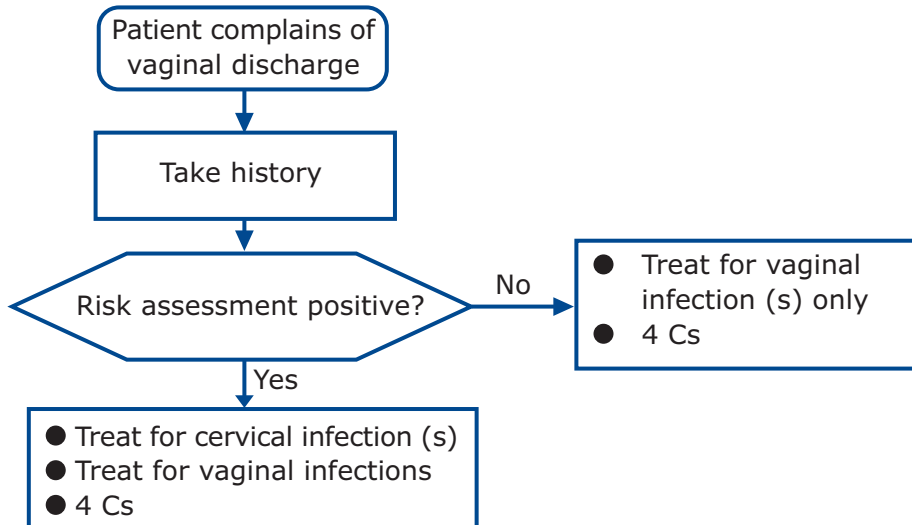 Patient complains of
vaginal discharge
Take history
Risk assessment positive?
No
● Treat for vaginal
infection (s) only
● 4 Cs
Yes
● Treat for cervical infection (s)
● Treat for vaginal infections
● 4 Cs